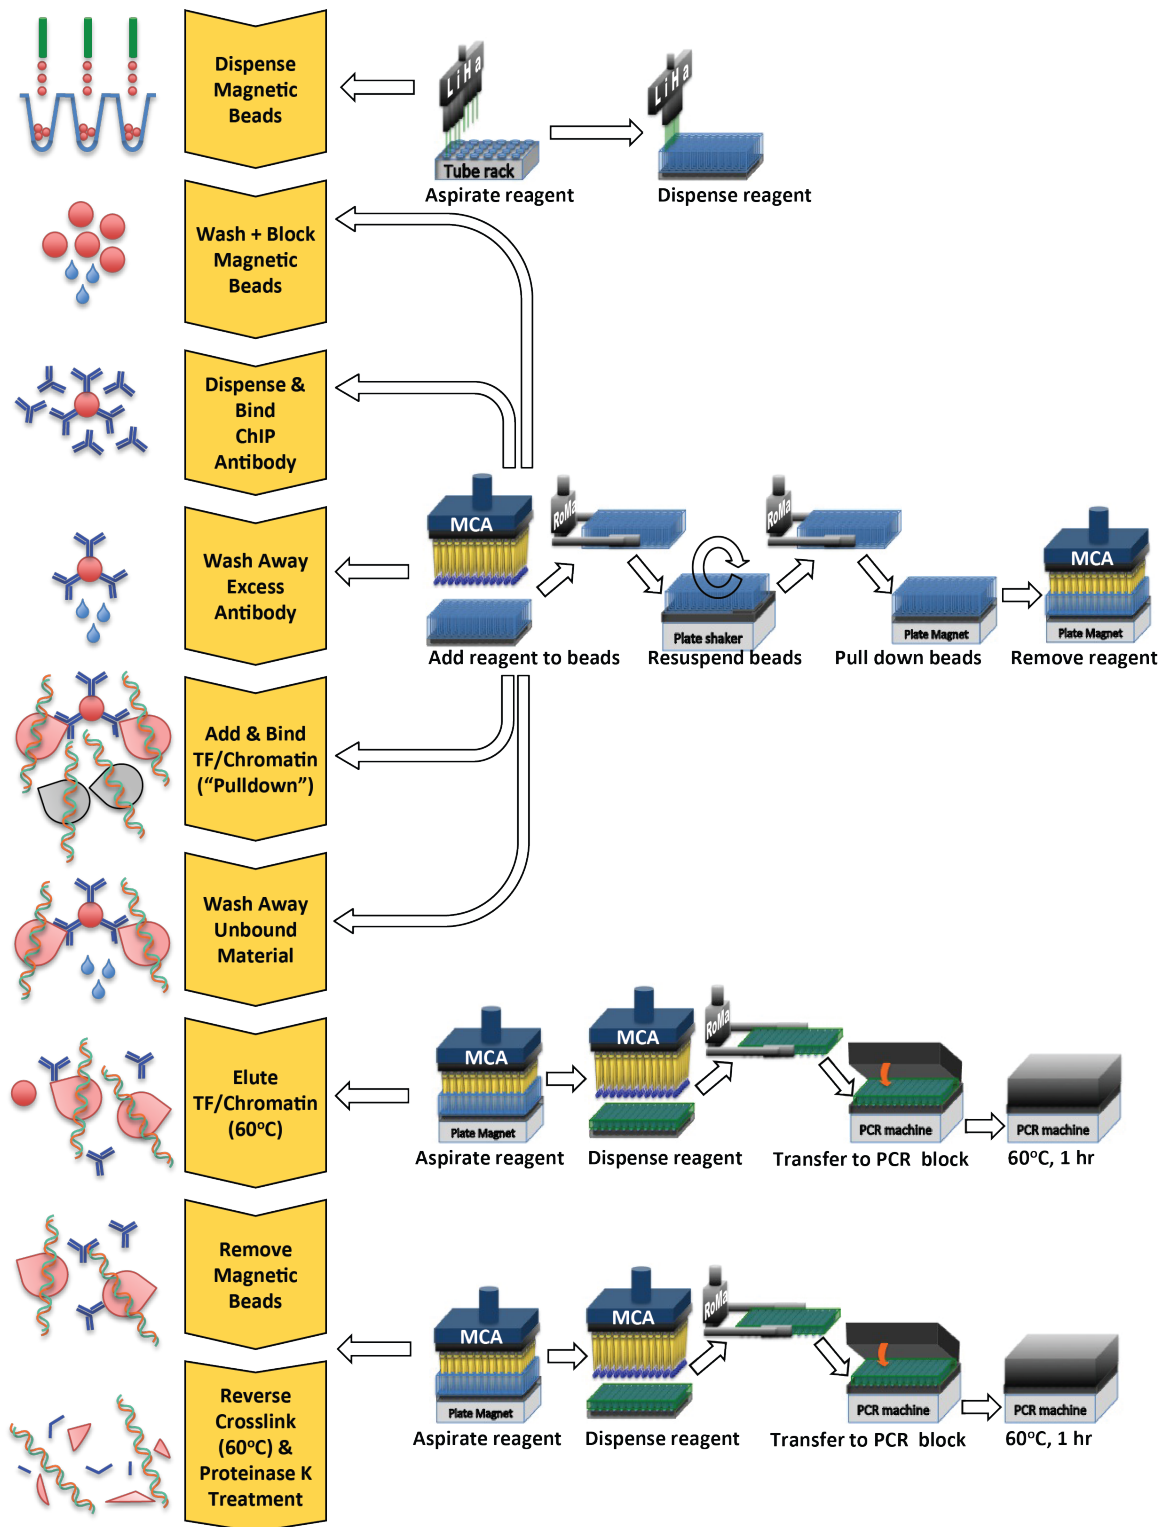 Dispense
Magnetic
Beads
LiHa
Tube rack
Aspirate reagent
LiHa
Dispense reagent
Wash + Block
Magnetic
Beads
Dispense &
Bind
ChIP
Antibody
Wash Away
Excess
Antibody
MCA
Add reagent to beads
RoMa
Plate shaker
Resuspend beads
RoMa
Plate Magnet
Pull down beads
MCA
Plate Magnet
Remove reagent
Add & Bind
TF/Chromatin
(“Pulldown”)
Wash Away
Unbound
Material
Elute
TF/Chromatin
(60°C)
MCA
Plate Magnet
Aspirate reagent
MCA
Dispense reagent
RoMa
PCR machine
Transfer to PCR block
PCR machine
60°C, 1 hr
Remove
Magnetic
Beads
Reverse
Crosslink
(60°C) &
Proteinase K
Treatment
MCA
Plate Magnet
Aspirate reagent
MCA
Dispense reagent
RoMa
PCR machine
Transfer to PCR block
PCR machine
60°C, 1 hr